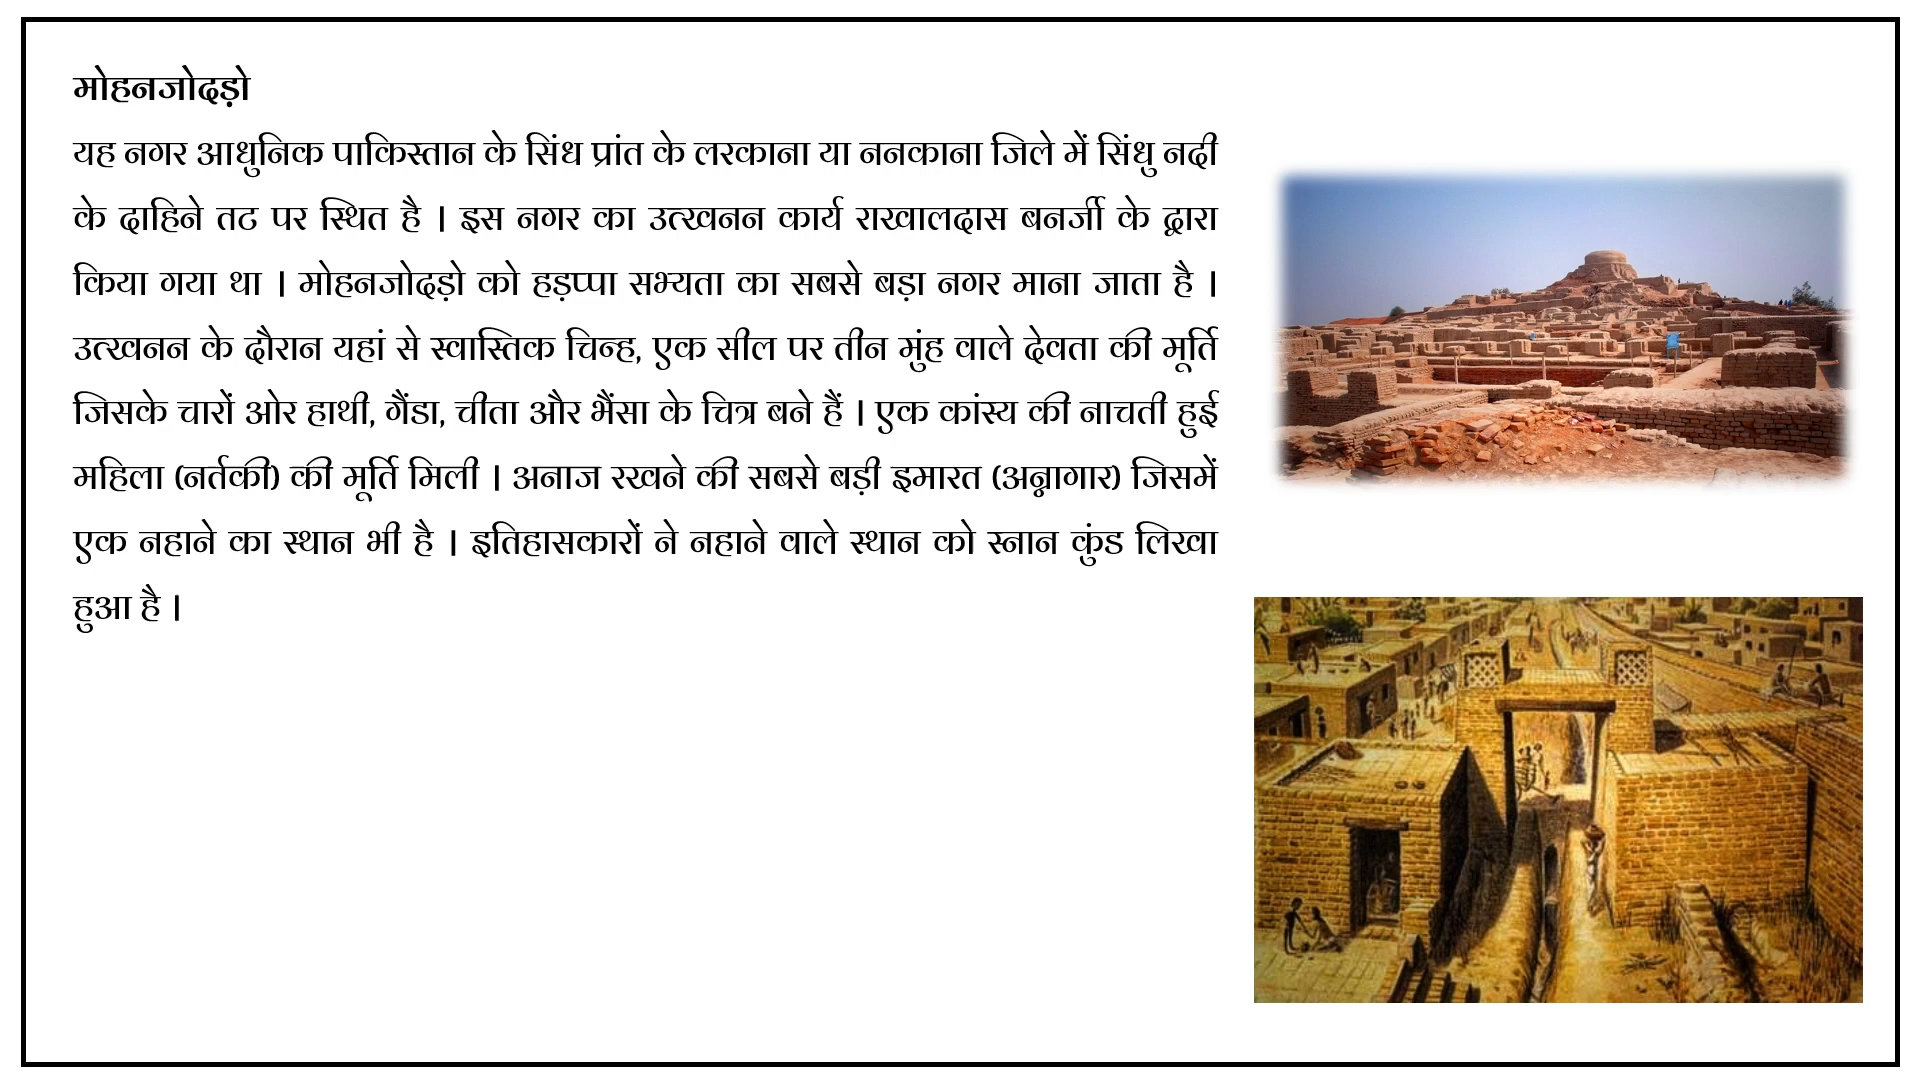 मोहनजोदड़ो
यह नगर आधुनिक पाकिस्तान के सिंध प्रांत के लरकाना या ननकाना जिले में सिंधु नदी
के दाहिने तट पर स्थित है । इस नगर का उत्खनन कार्य राखालदास बनर्जी के द्वारा
किया गया था । मोहनजोदड़ो को हड़प्पा सभ्यता का सबसे बड़ा नगर माना जाता है ।
उत्खनन के दौरान यहां से स्वास्तिक चिन्ह, एक सील पर तीन मुंह वाले देवता की मूर्ति
जिसके चारों ओर हाथी, गैंडा, चीता और भैंसा के चित्र बने हैं । एक कांस्य की नाचती हुई
महिला (नर्तकी) की मूर्ति मिली । अनाज रखने की सबसे बड़ी इमारत (अन्नागार) जिसमें
एक नहाने का स्थान भी है । इतिहासकारों ने नहाने वाले स्थान को स्नान कुंड लिखा
हुआ है ।